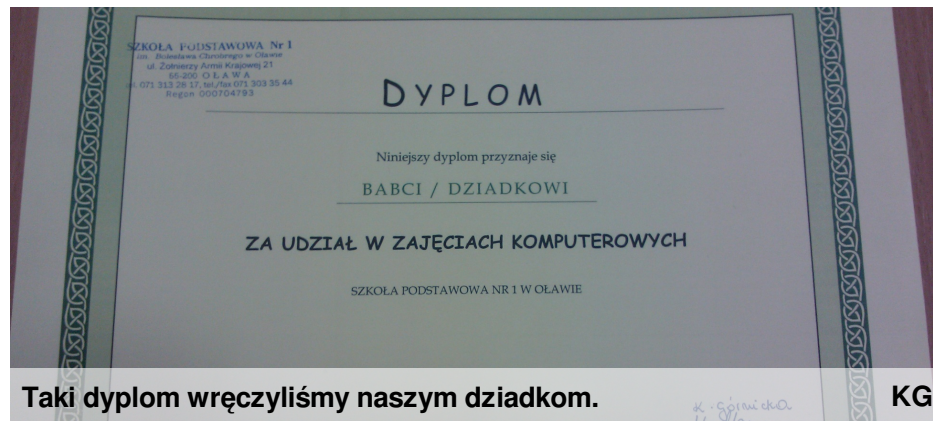 SZKOŁA PODSTAWOWA Nr 1
im. Bolesława Chrobrego w Oławie
ul. Żołnierzy Armii Krajowej 21
55-200 OŁAWA
tel. 071 313 28 17, tel./fax 071 303 35 44
Regon 000704793
DYPLOM
Niniejszy dyplom przyznaje się
BABCI / DZIADKOWI
ZA UDZIAŁ W ZAJĘCIACH KOMPUTEROWYCH
SZKOŁA PODSTAWOWA NR 1 W OŁAWIE
Taki dyplom wręczyliśmy naszym dziadkom. KG
K. Górnicka